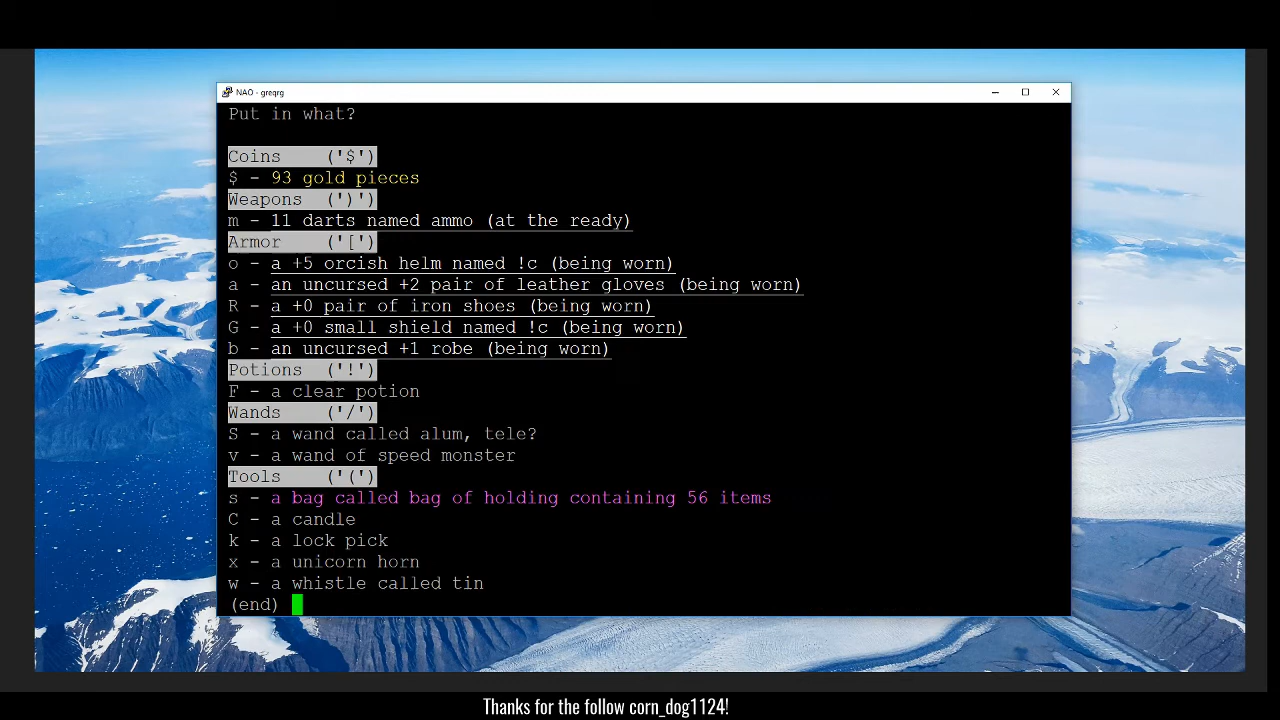 NAO - greqrg
Put in what?
Coins ('$')
$ - 93 gold pieces
Weapons (')')
m - 11 darts named ammo (at the ready)
Armor ('[')
o - a +5 orcish helm named !c (being worn)
a - an uncursed +2 pair of leather gloves (being worn)
R - a +0 pair of iron shoes (being worn)
G - a +0 small shield named !c (being worn)
b - an uncursed +1 robe (being worn)
Potions ('!')
F - a clear potion
Wands ('/')
S - a wand called alum, tele?
v - a wand of speed monster
Tools ('(')
s - a bag called bag of holding containing 56 items
C - a candle
k - a lock pick
x - a unicorn horn
w - a whistle called tin
(end)
Thanks for the follow corn_dog1124!